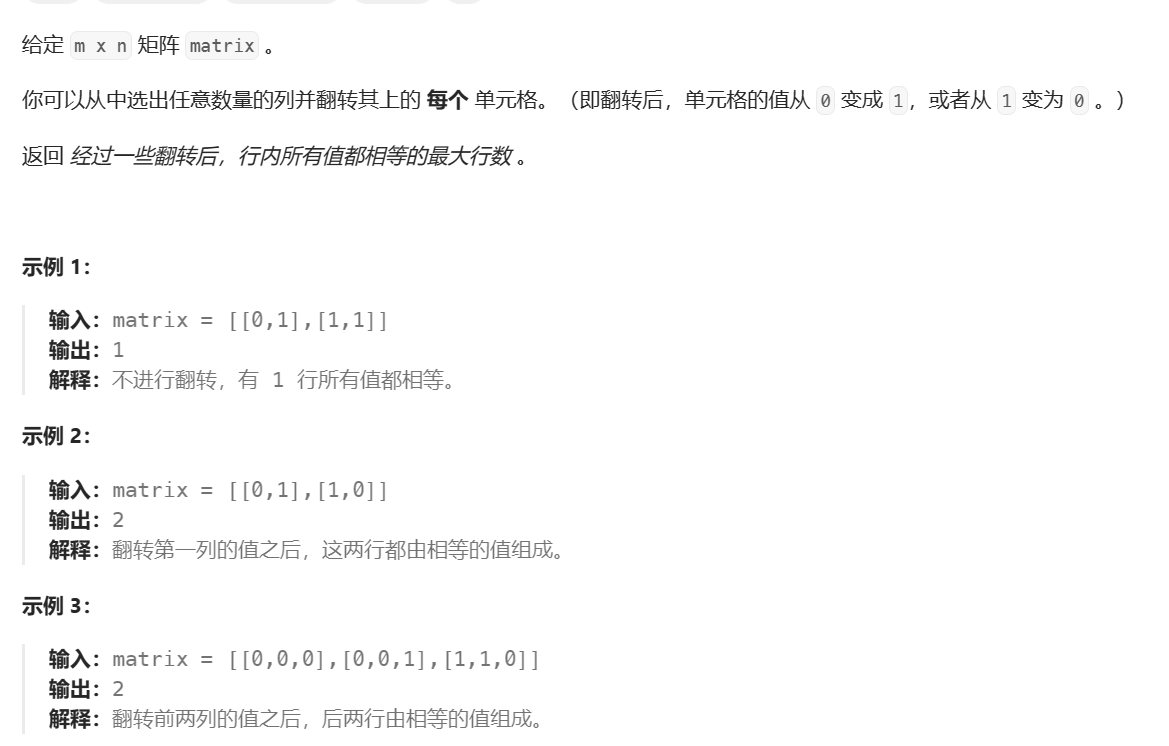 给定 m x n 矩阵 matrix 。
你可以从中选出任意数量的列并翻转其上的 每个 单元格。（即翻转后，单元格的值从 0 变成 1，或者从 1 变为 0 。）
返回 经过一些翻转后，行内所有值都相等的最大行数 。
示例 1：
输入：matrix = [[0,1],[1,1]]
输出：1
解释：不进行翻转，有 1 行所有值都相等。
示例 2：
输入：matrix = [[0,1],[1,0]]
输出：2
解释：翻转第一列的值之后，这两行都由相等的值组成。
示例 3：
输入：matrix = [[0,0,0],[0,0,1],[1,1,0]]
输出：2
解释：翻转前两列的值之后，后两行由相等的值组成。